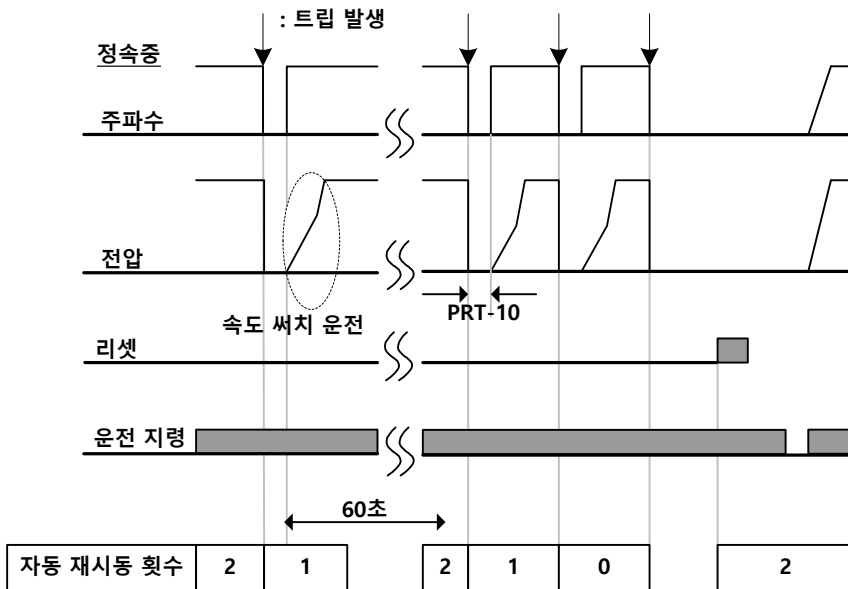 : 트립 발생
정속중
주파수
전압
PRT-10
속도 써치 운전
리셋
운전 지령
60초
자동 재시동 횟수 2 1 2 1 0 2